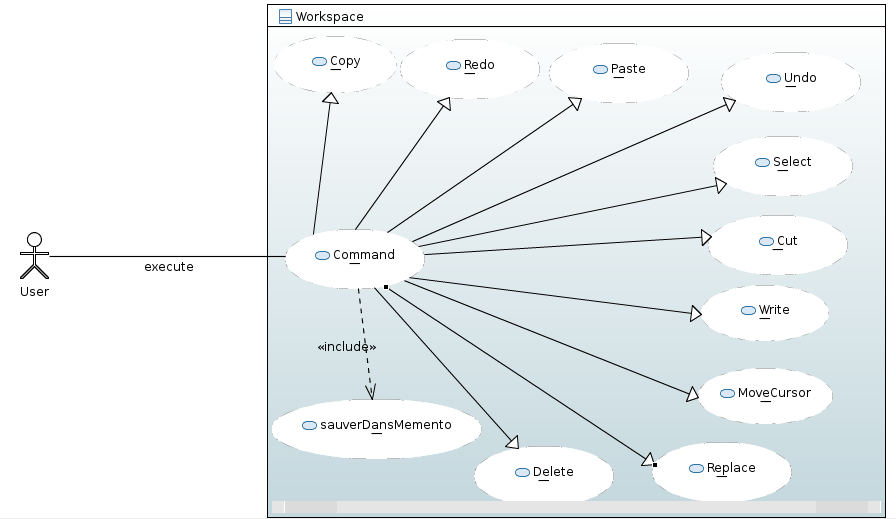 Workspace
Copy
Redo
Paste
Undo
Select
Cut
Command
execute
User
Write
«include»
MoveCursor
sauverDansMemento
Delete
Replace